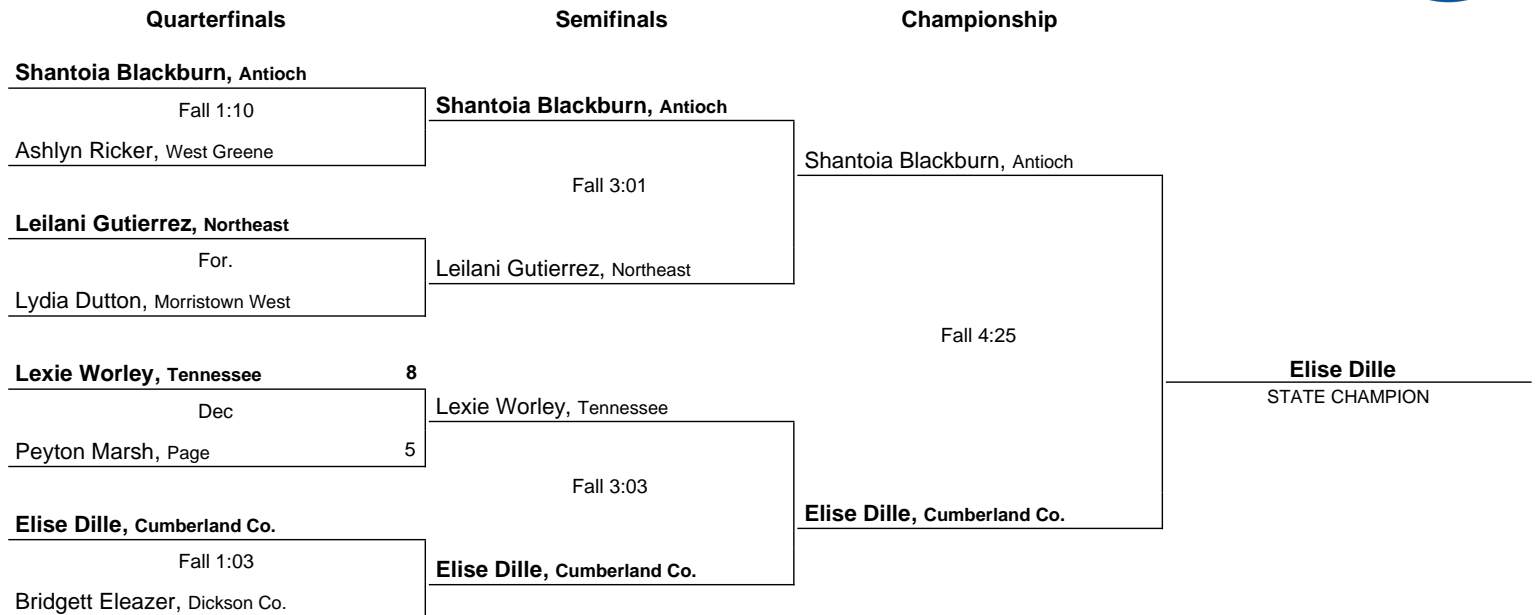 Quarterfinals Semifinals Championship
Shantoia Blackburn, Antioch
Fall 1:10
Ashlyn Ricker, West Greene
Leilani Gutierrez, Northeast
For.
Lydia Dutton, Morristown West
Lexie Worley, Tennessee 8
Dec
Peyton Marsh, Page 5
Elise Dille, Cumberland Co.
Fall 1:03
Bridgett Eleazer, Dickson Co.
Shantoia Blackburn, Antioch
Fall 3:01
Leilani Gutierrez, Northeast
Lexie Worley, Tennessee
Fall 3:03
Elise Dille, Cumberland Co.
Shantoia Blackburn, Antioch
Fall 4:25
Elise Dille, Cumberland Co.
Elise Dille
STATE CHAMPION